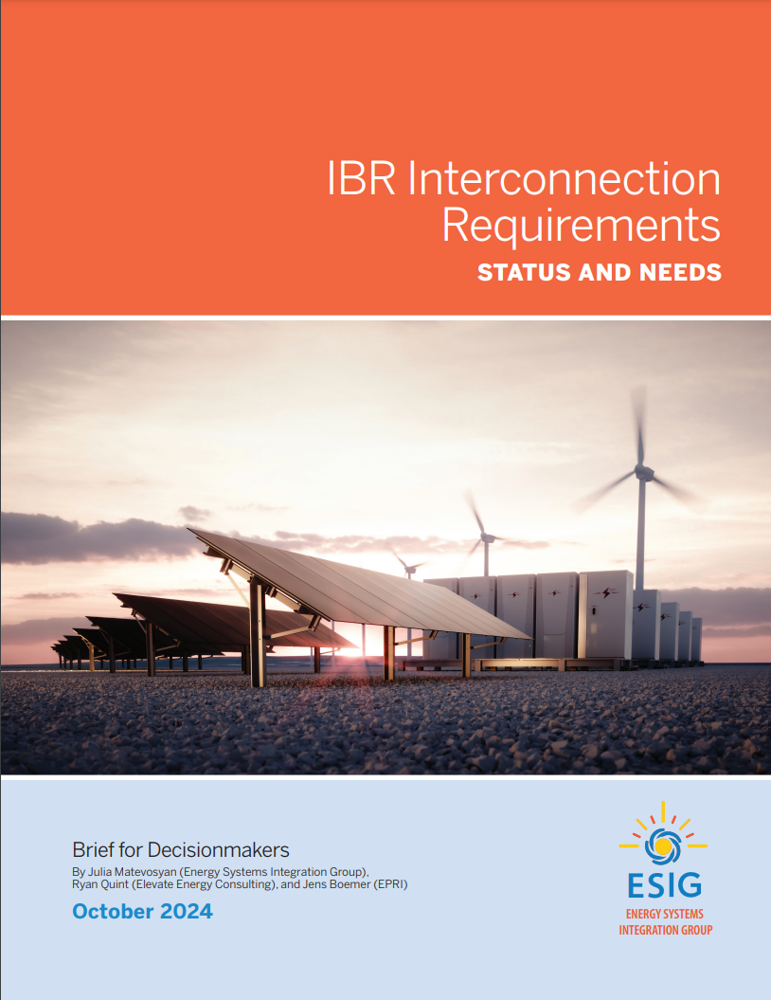 IBR Interconnection
Requirements
STATUS AND NEEDS
Brief for Decisionmakers
By Julia Matevosyan (Energy Systems Integration Group),
Ryan Quint (Elevate Energy Consulting), and Jens Boemer (EPRI)
October 2024
ESIG
ENERGY SYSTEMS
INTEGRATION GROUP